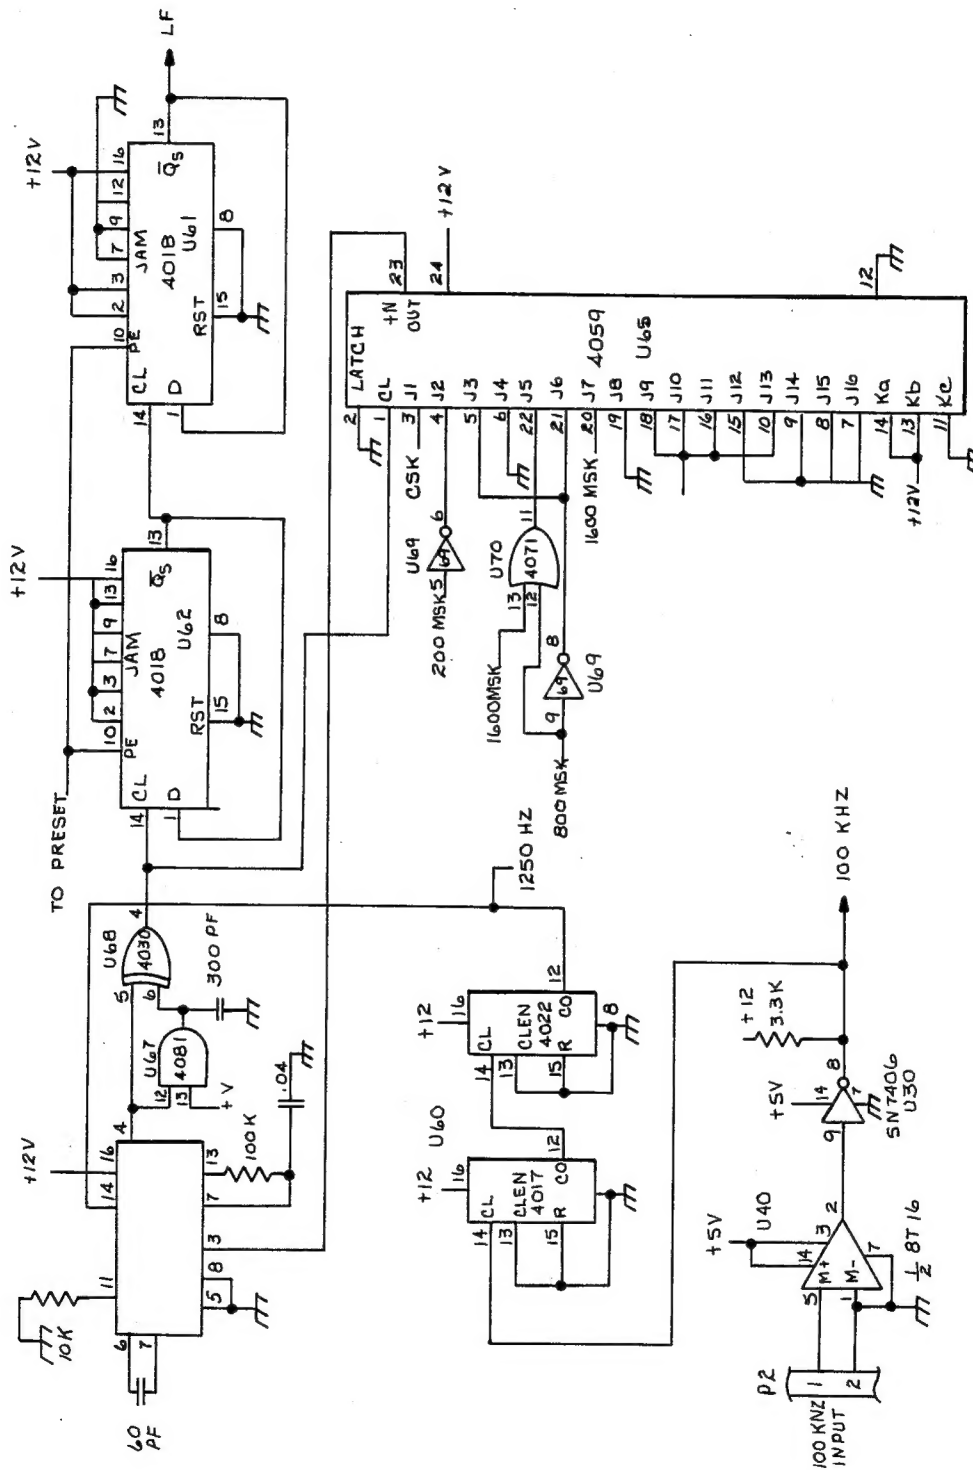 LF
+12V
16
12
9
7
3
2
10
PE
JAM
4018
U61
Q̅5
13
CL
14
D
1
RST
15
8
TO PRESET
+12V
16
13
9
7
3
2
10
PE
JAM
4018
U62
Q̅5
13
CL
14
D
1
RST
15
8
+12V
16
14
11
10K
6
7
60
PF
4
13
7
3
8
5
100K
.04
12
13
+V
U67
4081
U68
4030
5
6
4
300 PF
LATCH
2
CL
1
J1
3
CSK
J2
4
J3
5
J4
6
J5
22
J6
21
J7
20
1600 MSK
J8
19
J9
18
J10
17
J11
16
J12
15
J13
10
J14
9
J15
8
J16
7
Ka
14
Kb
13
Kc
11
+12V
÷N
OUT
23
24
+12V
4059
U65
12
200 MSK
5
69
6
U69
1600MSK
13
12
4071
U70
11
800MSK
9
69
8
U69
1250 HZ
U60
+12
16
14
CL
13
CLEN
4017
15
R
CO
12
+12
16
14
CL
13
CLEN
4022
15
R
CO
12
8
P2
1
2
100 KNZ
INPUT
5
M+
1
M-
+5V
U40
14
3
2
7
1/2 8T16
+5V
14
9
8
7
SN7406
U30
+12
3.3K
100 KHZ